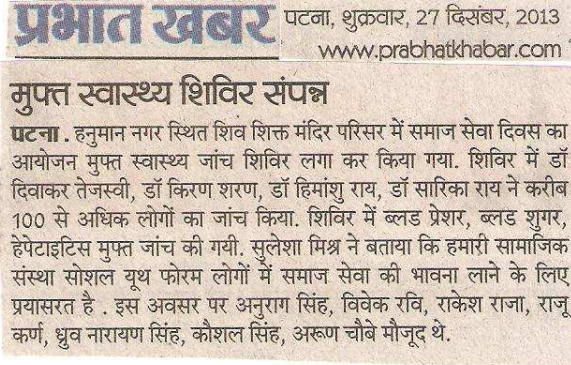 प्रभात खबर पटना, शुक्रवार, 27 दिसंबर, 2013
www.prabhatkhabar.com
मुफ्त स्वास्थ्य शिविर संपन्न
पटना . हनुमान नगर स्थित शिव शिक्त मंदिर परिसर में समाज सेवा दिवस का
आयोजन मुफ्त स्वास्थ्य जांच शिविर लगा कर किया गया. शिविर में डॉ
दिवाकर तेजस्वी, डॉ किरण शरण, डॉ हिमांशु राय, डॉ सारिका राय ने करीब
100 से अधिक लोगों का जांच किया. शिविर में ब्लड प्रेशर, ब्लड शुगर,
हेपेटाइटिस मुफ्त जांच की गयी. सुलेशा मिश्र ने बताया कि हमारी सामाजिक
संस्था सोशल यूथ फोरम लोगों में समाज सेवा की भावना लाने के लिए
प्रयासरत है . इस अवसर पर अनुराग सिंह, विवेक रवि, राकेश राजा, राजू
कर्ण, ध्रुव नारायण सिंह, कौशल सिंह, अरूण चौबे मौजूद थे.